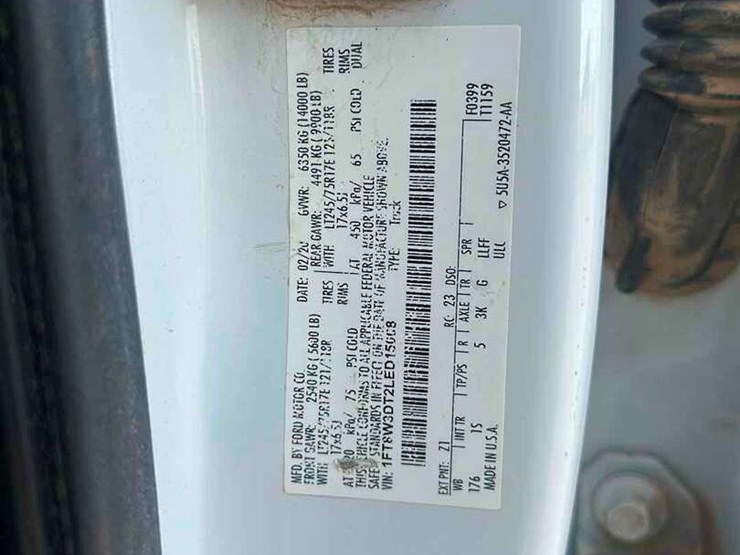 MFD. BY FORD MOTOR CO. DATE: 02/20 GVWR: 6350 KG (14000 LB)
FRONT GAWR: 2540 KG (5600 LB) REAR GAWR: 4491 KG (9900 LB)
WITH LT245/75R17E 121/118R TIRES WITH LT245/75R17E 121/118R TIRES
17x6.5J RIMS 17x6.5J RIMS
AT 520 kPa/ 75 PSI COLD AT 450 kPa/ 65 PSI COLD DUAL
THIS VEHICLE CONFORMS TO ALL APPLICABLE FEDERAL MOTOR VEHICLE
SAFETY STANDARDS IN EFFECT ON THE DATE OF MANUFACTURE SHOWN ABOVE.
VIN: 1FT8W3DT2LED15 TYPE: Truck
EXT PNT: Z1 RC: 23 DSO: F0399
WB INT TR TP/PS R AXLE TR SPR T1159
176 1S 5 3K G LLFF
ULL
MADE IN U.S.A. ▽ 5U5A-3520472-AA